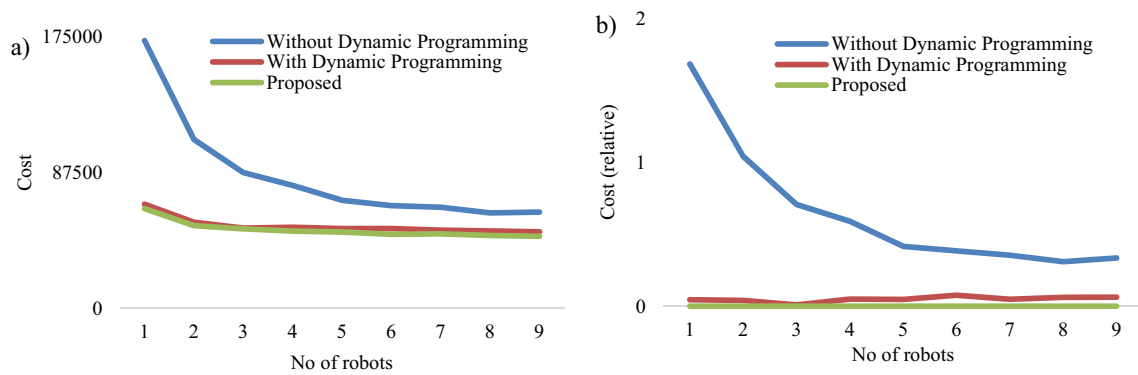 a)
175000
87500
0
Cost
Without Dynamic Programming
With Dynamic Programming
Proposed
1 2 3 4 5 6 7 8 9
No of robots
b)
2
1
0
Cost (relative)
Without Dynamic Programming
With Dynamic Programming
Proposed
1 2 3 4 5 6 7 8 9
No of robots